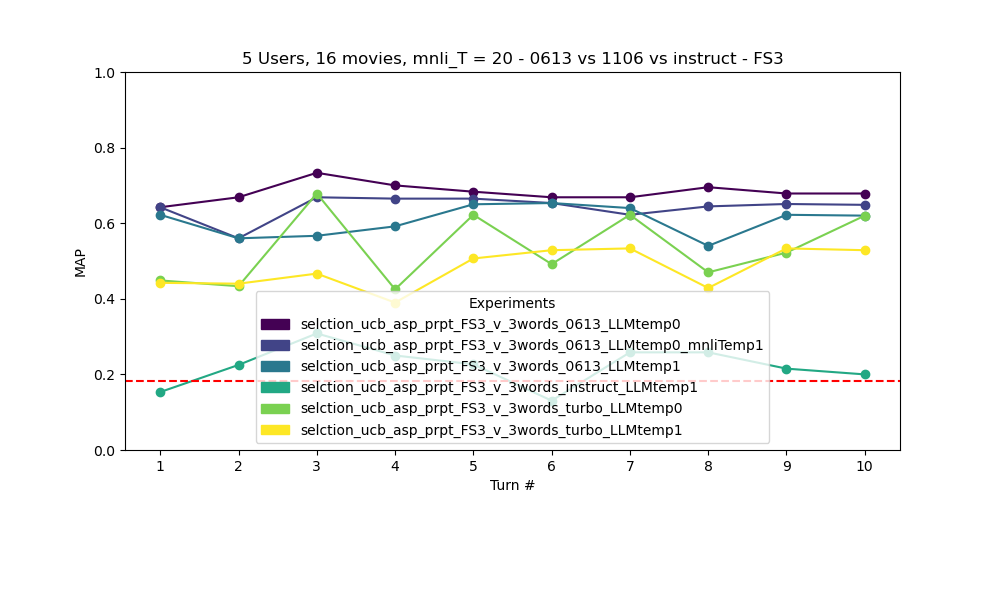 5 Users, 16 movies, mnli_T = 20 - 0613 vs 1106 vs instruct - FS3
1.0
0.8
0.6
0.4
0.2
0.0
MAP
Experiments
selction_ucb_asp_prpt_FS3_v_3words_0613_LLMtemp0
selction_ucb_asp_prpt_FS3_v_3words_0613_LLMtemp0_mnliTemp1
selction_ucb_asp_prpt_FS3_v_3words_0613_LLMtemp1
selction_ucb_asp_prpt_FS3_v_3words_instruct_LLMtemp1
selction_ucb_asp_prpt_FS3_v_3words_turbo_LLMtemp0
selction_ucb_asp_prpt_FS3_v_3words_turbo_LLMtemp1
1 2 3 4 5 6 7 8 9 10
Turn #